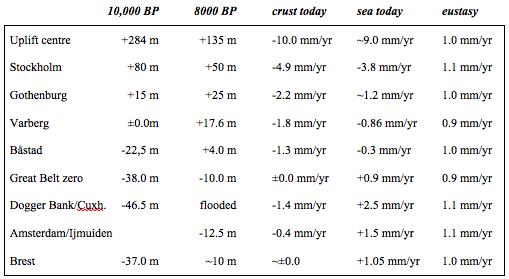 10,000 BP 8000 BP crust today sea today eustasy
Uplift centre +284 m +135 m -10.0 mm/yr ~9.0 mm/yr 1.0 mm/yr
Stockholm +80 m +50 m -4.9 mm/yr -3.8 mm/yr 1.1 mm/yr
Gothenburg +15 m +25 m -2.2 mm/yr ~1.2 mm/yr 1.0 mm/yr
Varberg ±0.0m +17.6 m -1.8 mm/yr -0.86 mm/yr 0.9 mm/yr
Båstad -22,5 m +4.0 m -1.3 mm/yr -0.3 mm/yr 1.0 mm/yr
Great Belt zero -38.0 m -10.0 m ±0.0 mm/yr +0.9 mm/yr 0.9 mm/yr
Dogger Bank/Cuxh. -46.5 m flooded -1.4 mm/yr +2.5 mm/yr 1.1 mm/yr
Amsterdam/Ijmuiden -12.5 m -0.4 mm/yr +1.5 mm/yr 1.1 mm/yr
Brest -37.0 m ~10 m ~±0.0 +1.05 mm/yr 1.0 mm/yr